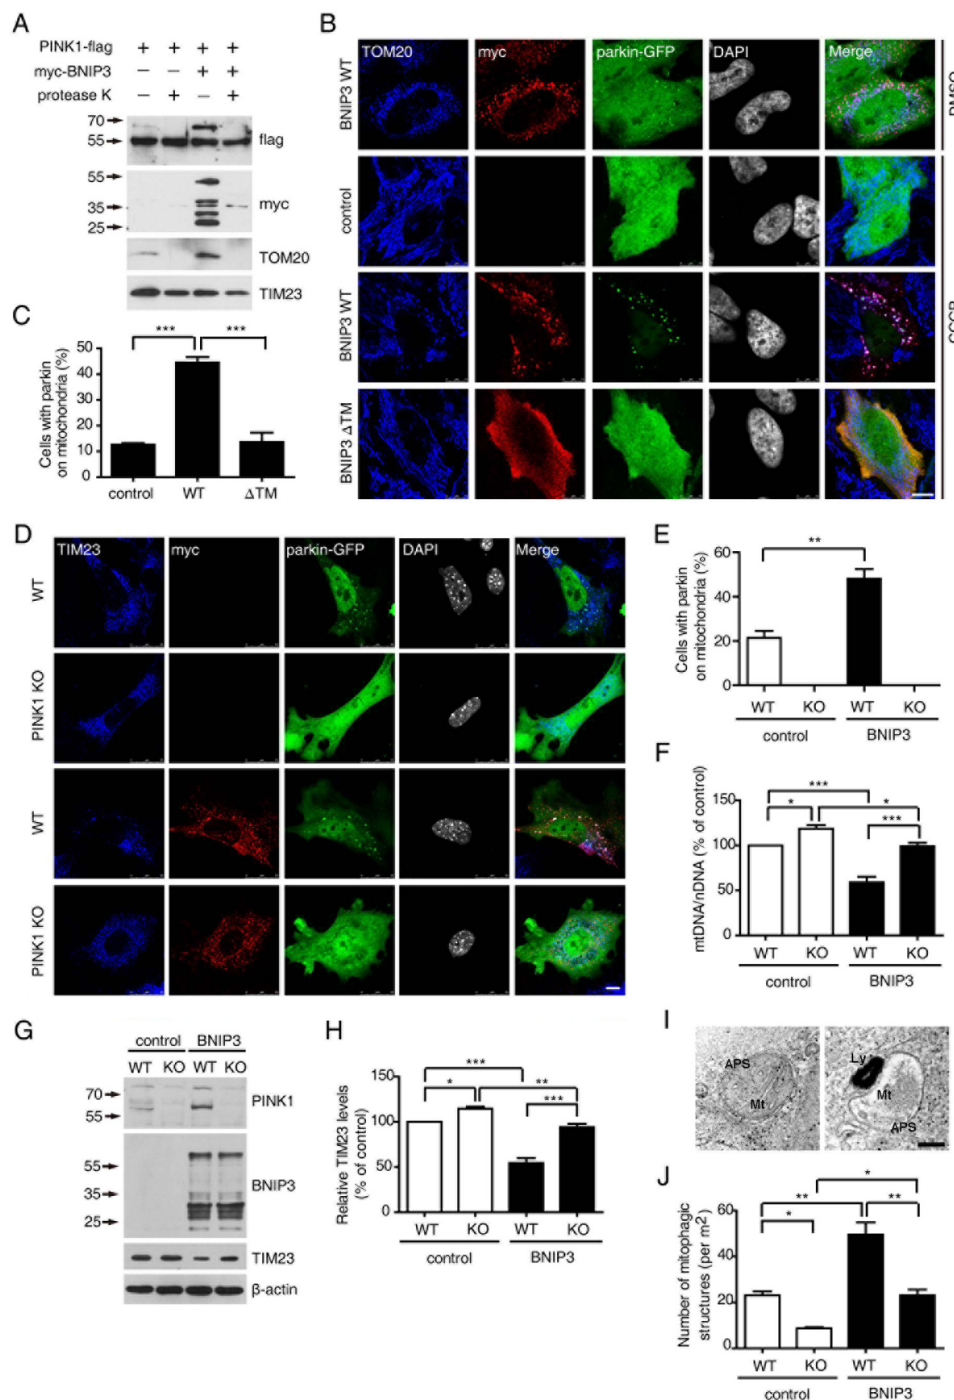 A
PINK1-flag + + + +
myc-BNIP3 – – + +
protease K – + – +
70
55
flag
55
35
25
myc
TOM20
TIM23
B
TOM20 myc parkin-GFP DAPI Merge
BNIP3 WT
control
BNIP3 WT
BNIP3 ΔTM
DMSO
CCCP
C
*** ***
Cells with parkin
on mitochondria (%)
50
40
30
20
10
0
control WT ΔTM
D
TIM23 myc parkin-GFP DAPI Merge
WT
PINK1 KO
WT
PINK1 KO
E
**
Cells with parkin
on mitochondria (%)
60
40
20
0
WT KO WT KO
control BNIP3
F
***
* *
***
mtDNA/nDNA (% of control)
150
100
50
0
WT KO WT KO
control BNIP3
G
control BNIP3
WT KO WT KO
70
55
PINK1
55
35
25
BNIP3
TIM23
β-actin
H
***
* **
***
Relative TIM23 levels
(% of control)
150
100
50
0
WT KO WT KO
control BNIP3
I
APS
Mt
Ly
Mt
APS
J
*
** **
*
Number of mitophagic
structures (per m2)
60
40
20
0
WT KO WT KO
control BNIP3